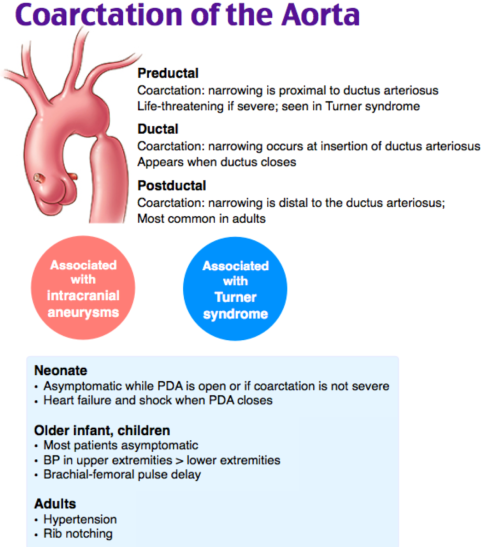 Coarctation of the Aorta
Preductal
Coarctation: narrowing is proximal to ductus arteriosus
Life-threatening if severe; seen in Turner syndrome
Ductal
Coarctation: narrowing occurs at insertion of ductus arteriosus
Appears when ductus closes
Postductal
Coarctation: narrowing is distal to the ductus arteriosus;
Most common in adults
Associated
with
intracranial
aneurysms
Associated
with
Turner
syndrome
Neonate
• Asymptomatic while PDA is open or if coarctation is not severe
• Heart failure and shock when PDA closes
Older infant, children
• Most patients asymptomatic
• BP in upper extremities > lower extremities
• Brachial-femoral pulse delay
Adults
• Hypertension
• Rib notching